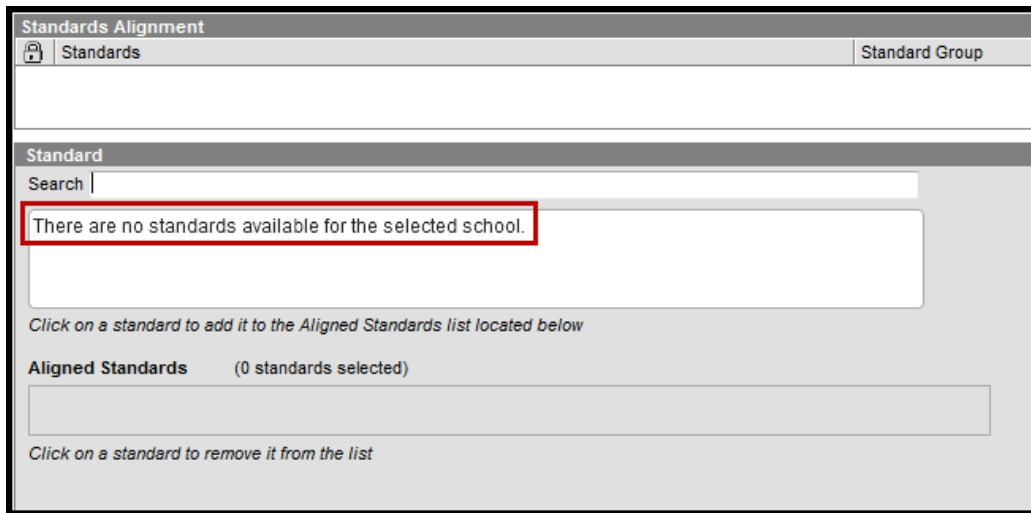 Standards Alignment
Standards Standard Group
Standard
Search
There are no standards available for the selected school.
Click on a standard to add it to the Aligned Standards list located below
Aligned Standards (0 standards selected)
Click on a standard to remove it from the list